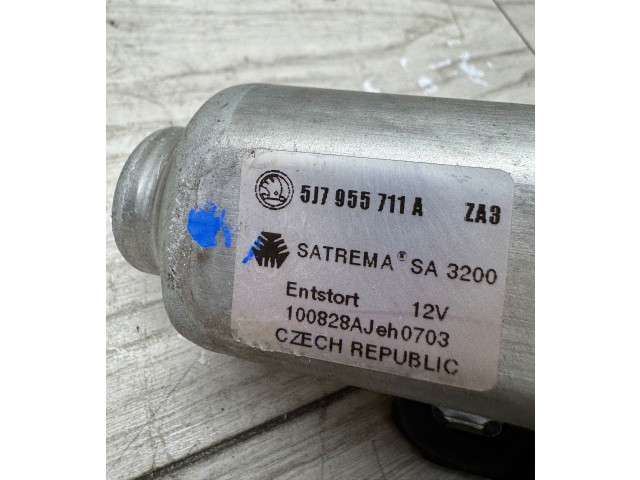 5J7 955 711 A ZA3
SATREMA® SA 3200
Entstort 12V
100828AJeh0703
CZECH REPUBLIC